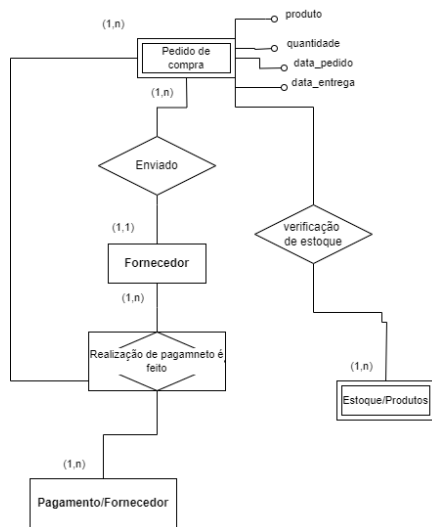 produto
(1,n)
quantidade
Pedido de
compra
data_pedido
data_entrega
(1,n)
Enviado
verificação
de estoque
(1,1)
Fornecedor
(1,n)
Realização de pagamneto é
feito
(1,n)
Estoque/Produtos
(1,n)
Pagamento/Fornecedor